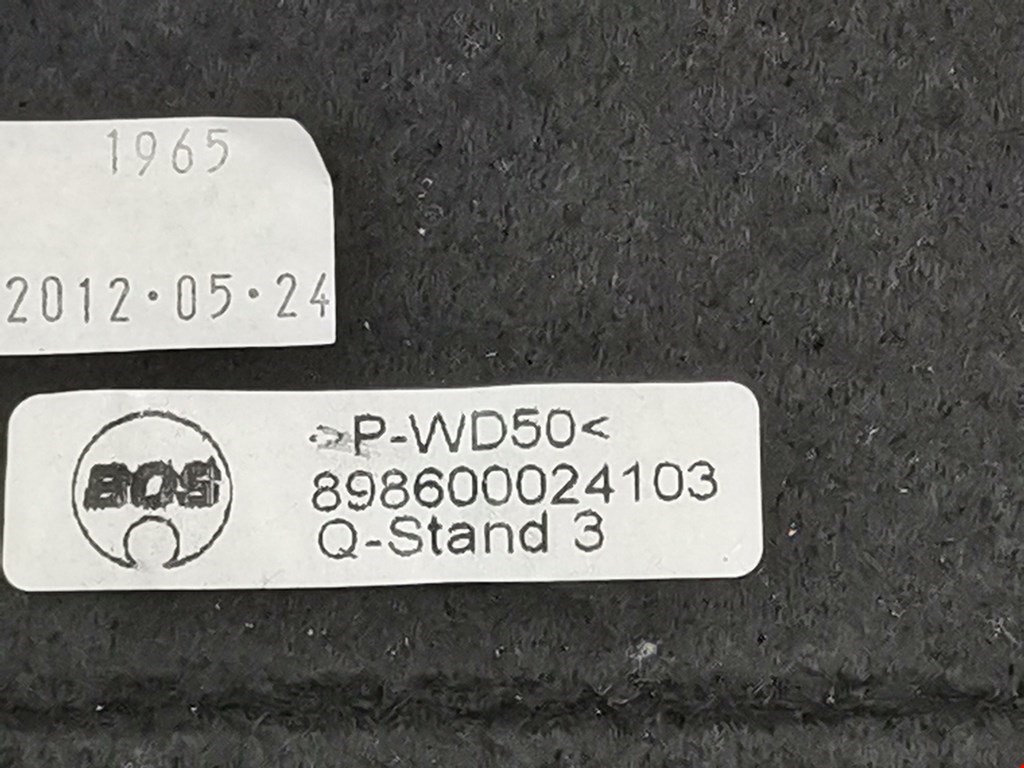 1965
2012·05·24
BOS
>P-WD50<
898600024103
Q-Stand 3